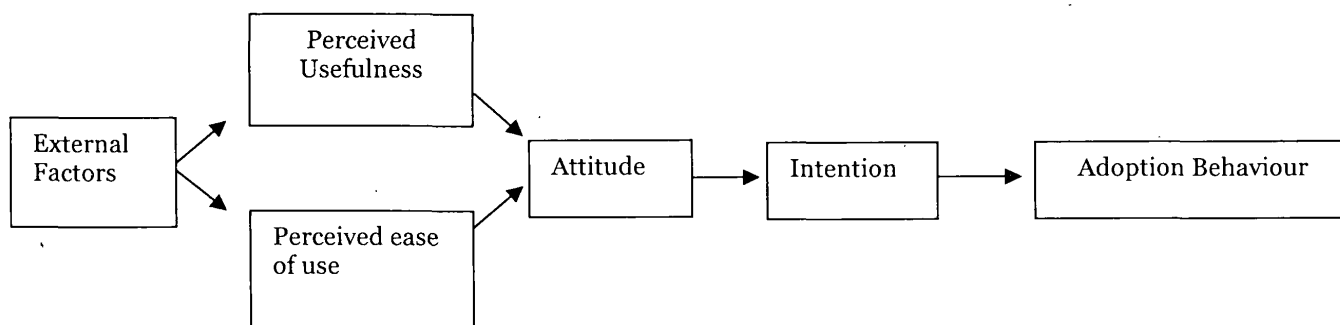 Perceived
Usefulness
External
Factors
Attitude
Intention
Adoption Behaviour
Perceived ease
of use